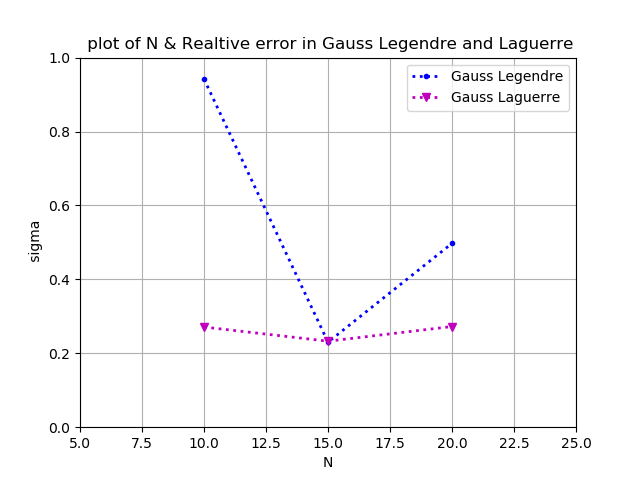 plot of N & Realtive error in Gauss Legendre and Laguerre
Gauss Legendre
Gauss Laguerre
sigma
1.0
0.8
0.6
0.4
0.2
0.0
5.0 7.5 10.0 12.5 15.0 17.5 20.0 22.5 25.0
N